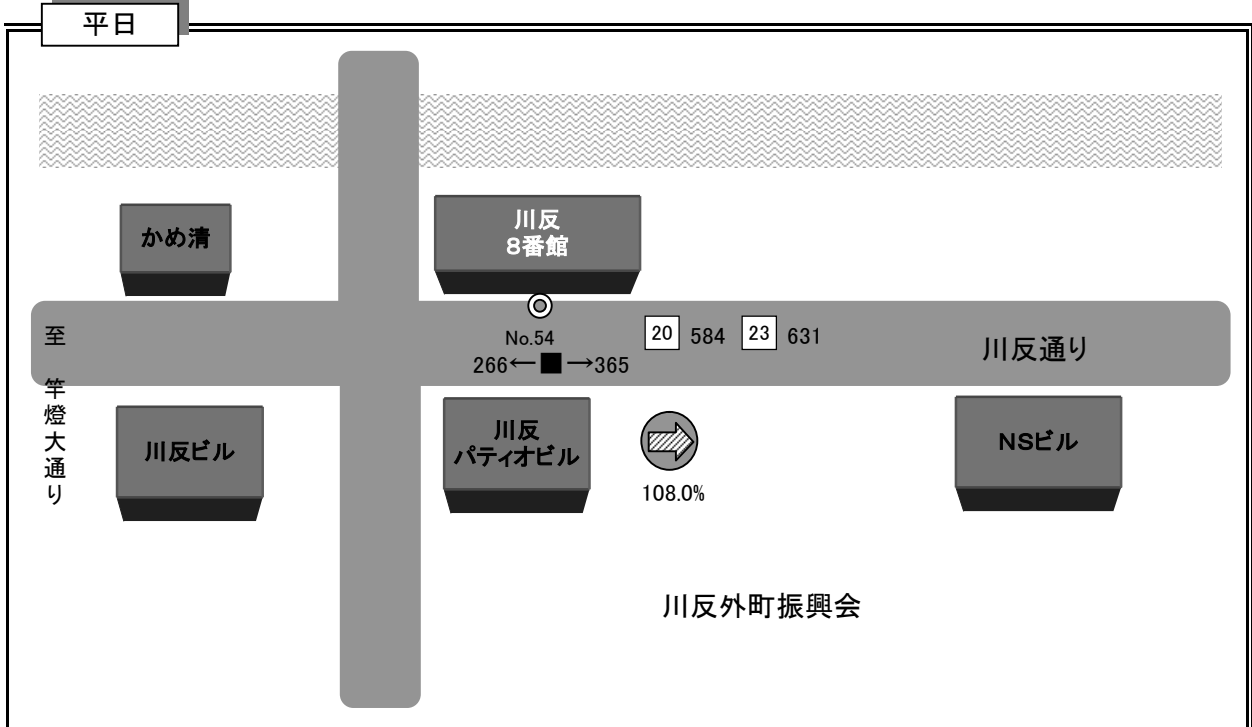 平日
かめ清
川反
8番館
至 竿燈大通り
No.54
266←■→365
20 584 23 631
川反通り
川反ビル
川反
パティオビル
108.0%
NSビル
川反外町振興会